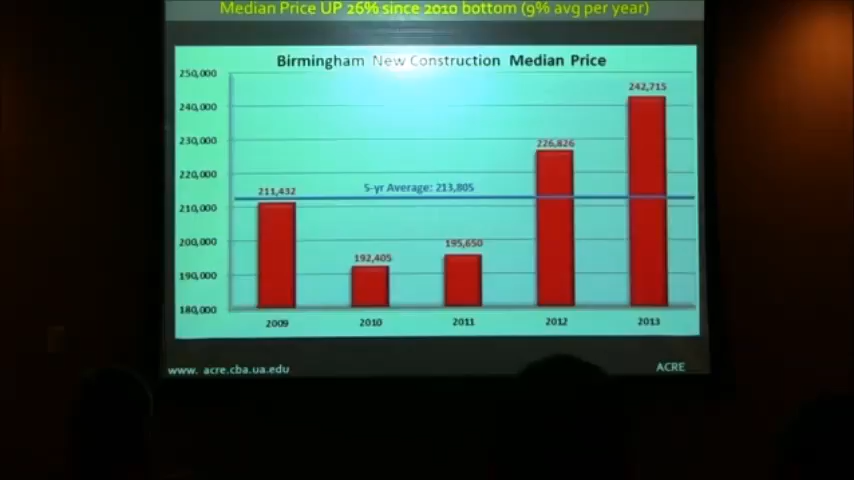 Median Price UP 26% since 2010 bottom (9% avg per year)
Birmingham New Construction Median Price
250,000
240,000
230,000
220,000
210,000
200,000
190,000
180,000
211,432
192,405
195,650
226,826
242,715
5-yr Average: 213,805
2009 2010 2011 2012 2013
www. acre.cba.ua.edu ACRE